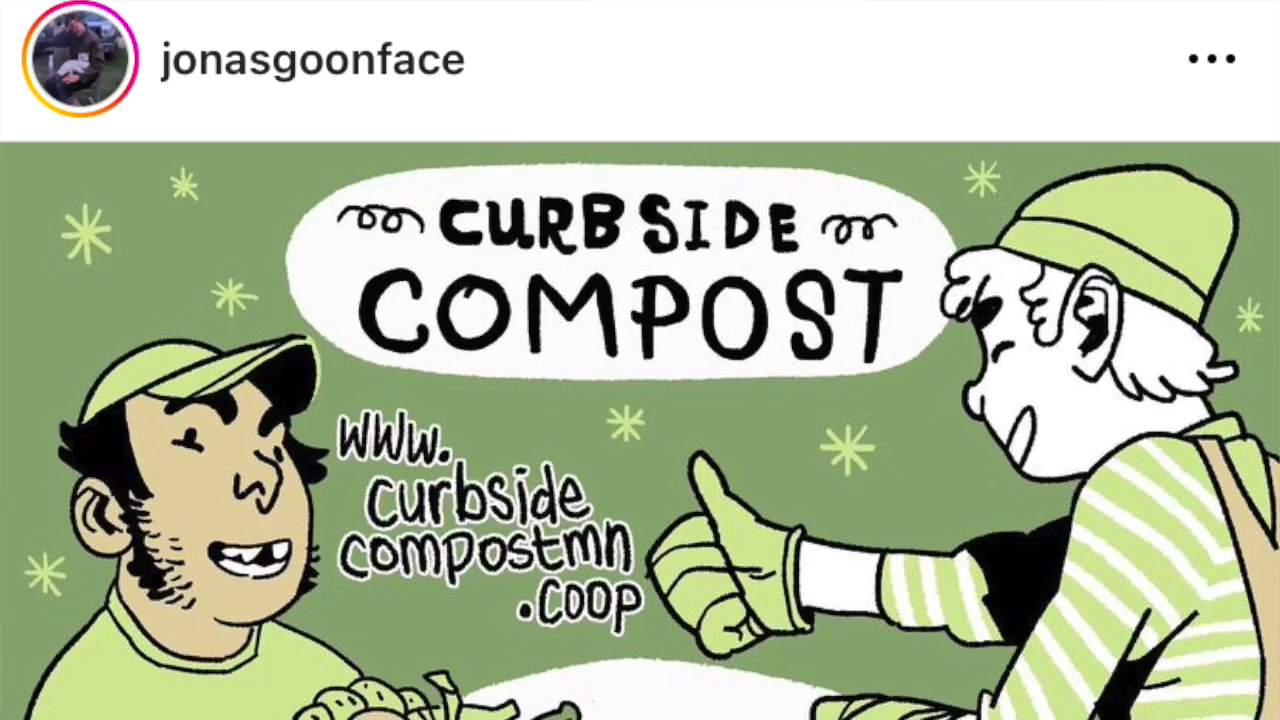 jonasgoonface
CURBSIDE
COMPOST
www.
curbside
compostmn
.coop